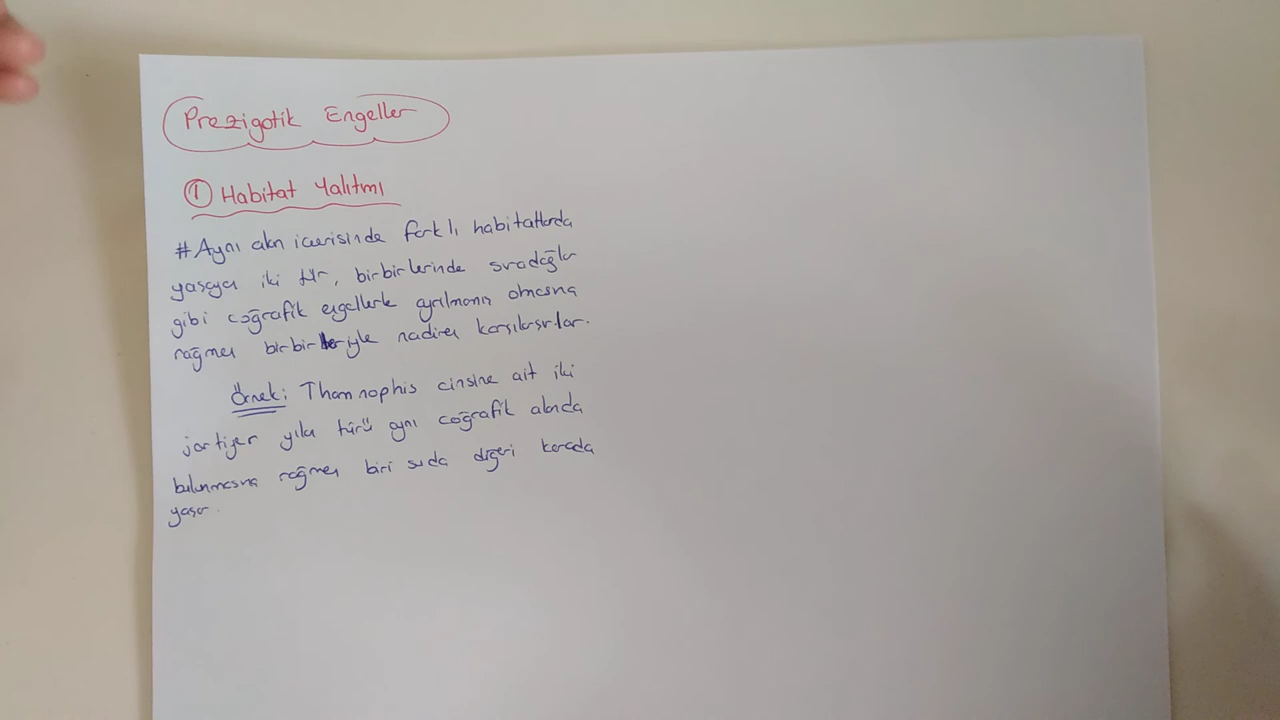 Prezigotik Engeller
① Habitat Yalıtmı
# Aynı alan içerisinde farklı habitatlarda
yaşayan iki tür, birbirlerinde sıradağlar
gibi coğrafik engellerle ayrılmamış olmasına
rağmen birbirleriyle nadiren karşılaşırlar.
Örnek: Thamnophis cinsine ait iki
jartiyer yılan türü aynı coğrafik alanda
bulunmasına rağmen biri suda diğeri karada
yaşar.